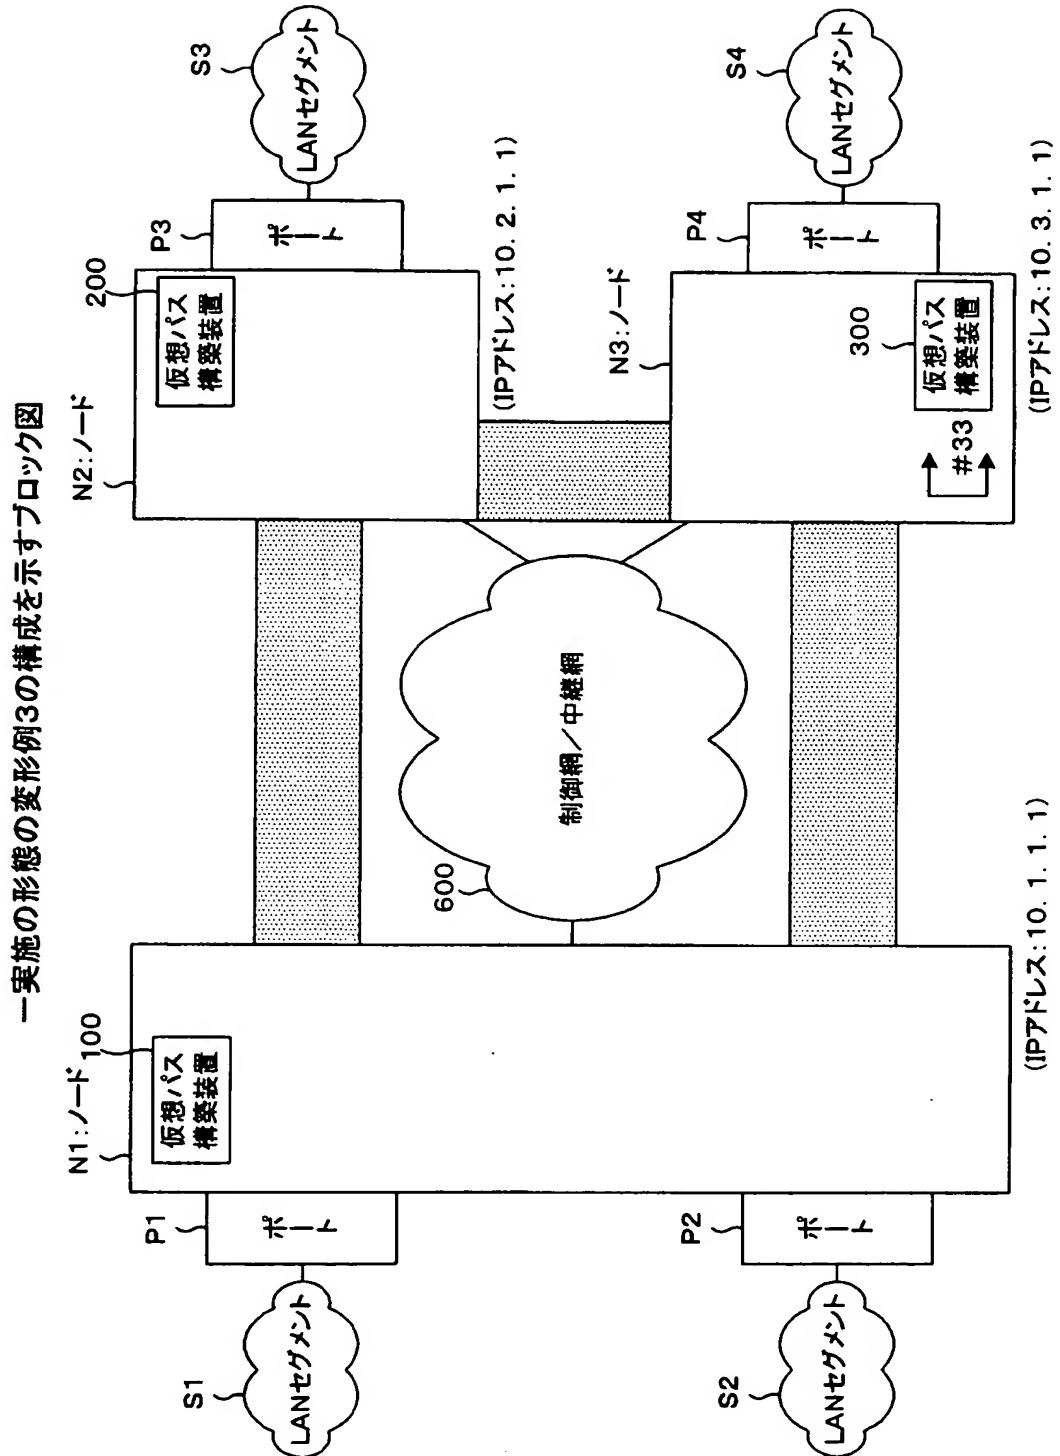 一実施の形態の変形例3の構成を示すブロック図
N1:ノード
100
仮想パス
構築装置
P1
ポート
S1
LANセグメント
P2
ポート
S2
LANセグメント
(IPアドレス:10. 1. 1. 1)
600
制御網/中継網
N2:ノード
200
仮想パス
構築装置
P3
ポート
S3
LANセグメント
(IPアドレス:10. 2. 1. 1)
N3:ノード
300
仮想パス
構築装置
#33
P4
ポート
S4
LANセグメント
(IPアドレス:10. 3. 1. 1)